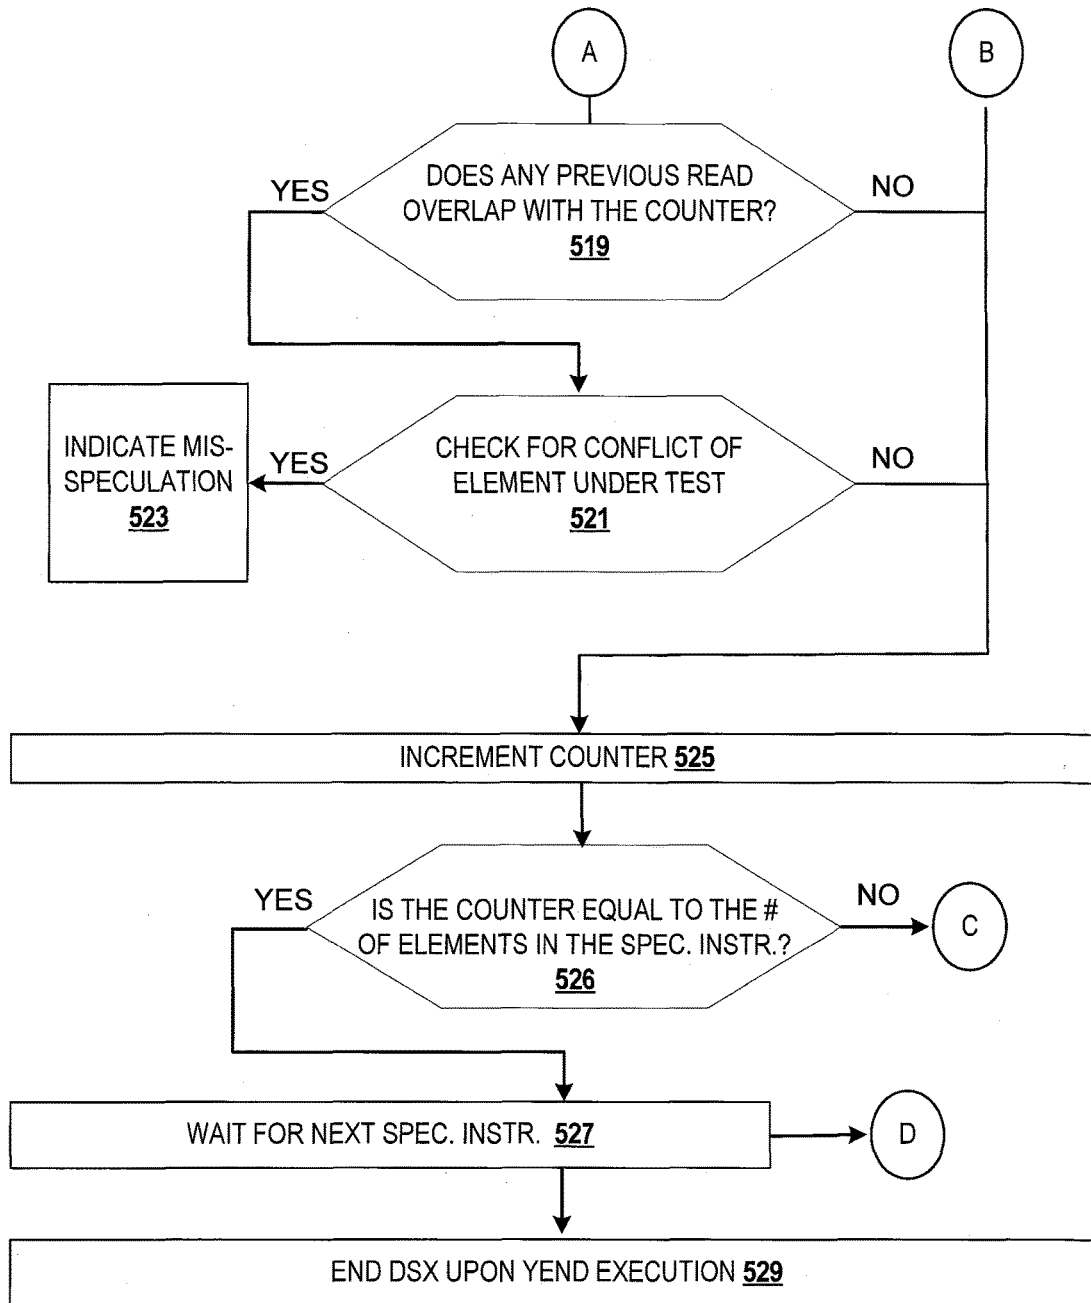 A
B
DOES ANY PREVIOUS READ
OVERLAP WITH THE COUNTER?
519
YES
NO
CHECK FOR CONFLICT OF
ELEMENT UNDER TEST
521
YES
NO
INDICATE MIS-
SPECULATION
523
INCREMENT COUNTER 525
IS THE COUNTER EQUAL TO THE #
OF ELEMENTS IN THE SPEC. INSTR.?
526
YES
NO
C
WAIT FOR NEXT SPEC. INSTR. 527
D
END DSX UPON YEND EXECUTION 529